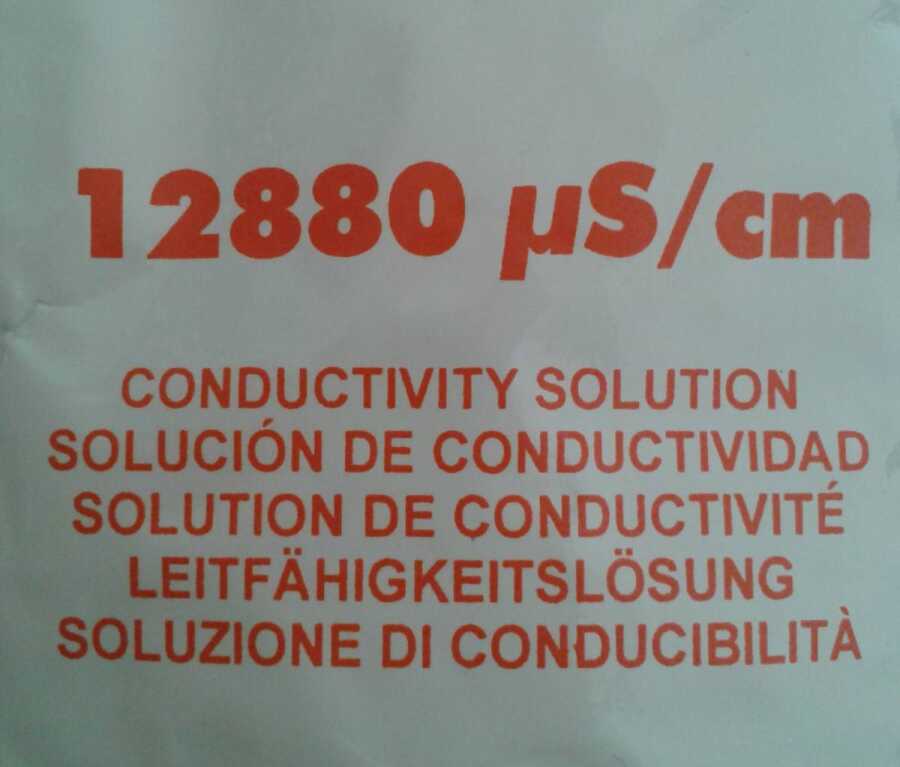 12880 µS/cm
CONDUCTIVITY SOLUTION
SOLUCIÓN DE CONDUCTIVIDAD
SOLUTION DE CONDUCTIVITÉ
LEITFÄHIGKEITSLÖSUNG
SOLUZIONE DI CONDUCIBILITÀ